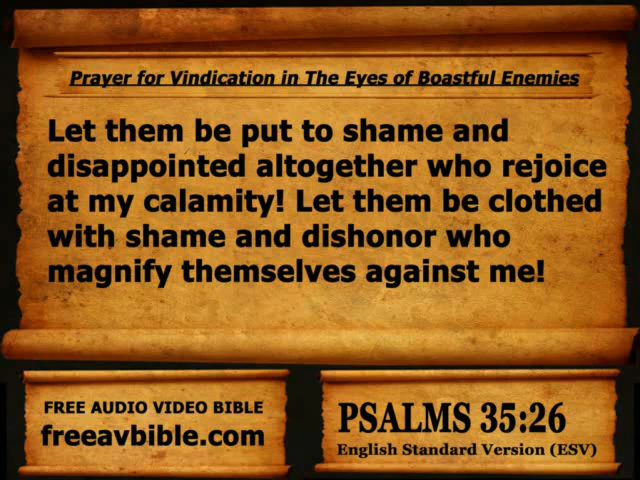 Prayer for Vindication in The Eyes of Boastful Enemies
Let them be put to shame and
disappointed altogether who rejoice
at my calamity! Let them be clothed
with shame and dishonor who
magnify themselves against me!
FREE AUDIO VIDEO BIBLE
freeavbible.com
PSALMS 35:26
English Standard Version (ESV)